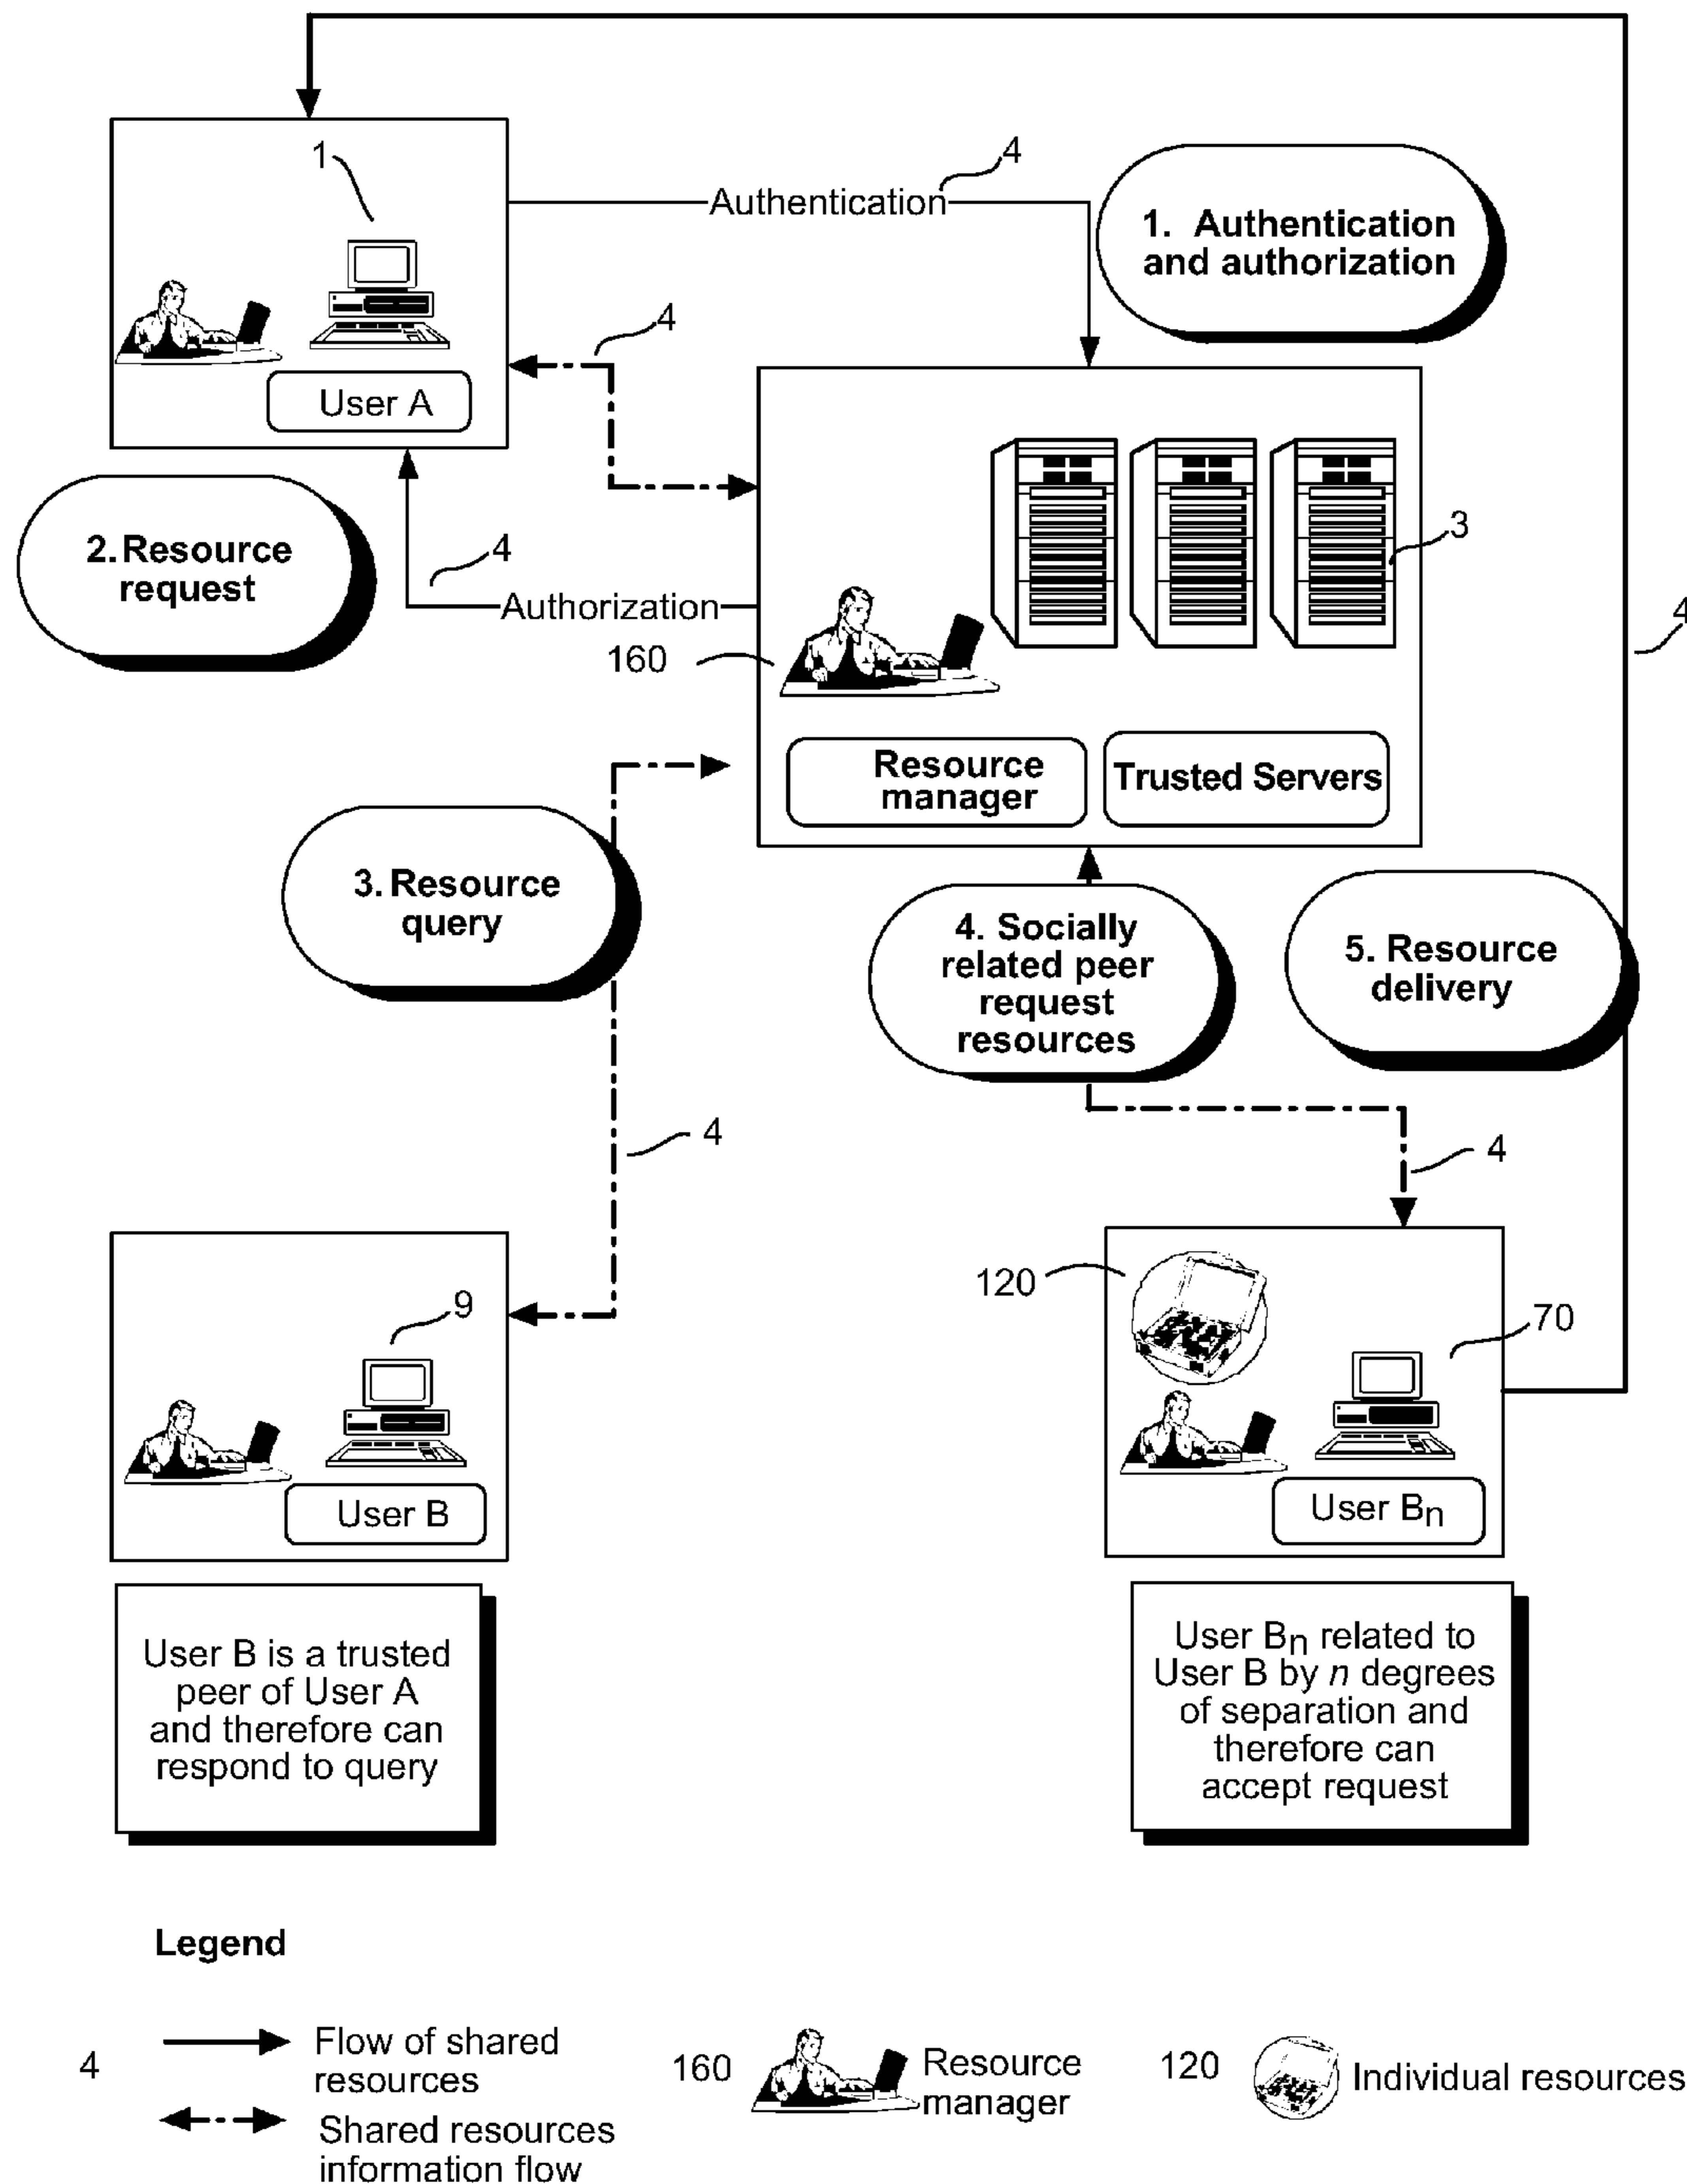 1
4
Authentication
1. Authentication
and authorization
4
User A
2. Resource
request
4
Authorization
3
4
160
Resource
manager
Trusted Servers
3. Resource
query
4. Socially
related peer
request
resources
5. Resource
delivery
4
4
120
70
9
User B
User Bn
User B is a trusted
peer of User A
and therefore can
respond to query
User Bn related to
User B by n degrees
of separation and
therefore can
accept request
Legend
4
Flow of shared
resources
Shared resources
information flow
160
Resource
manager
120
Individual resources